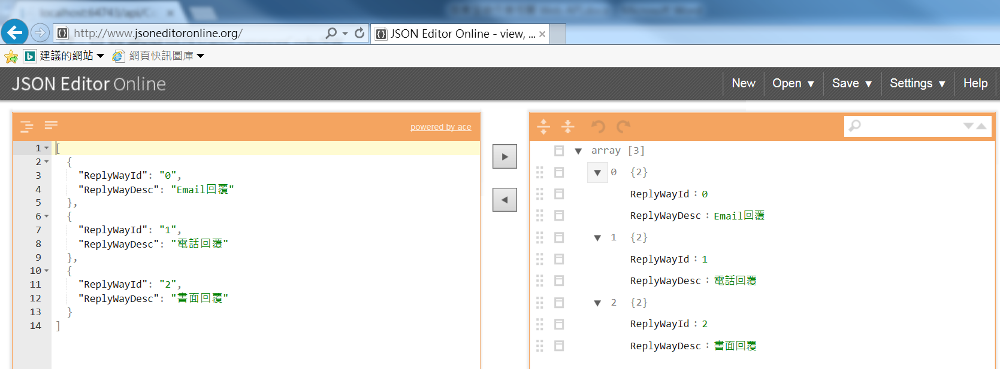 localhost:64741/api/C
http://www.jsoneditoronline.org/
JSON Editor Online - view, ...
建議的網站
網頁快訊圖庫
JSON Editor Online
New
Open
Save
Settings
Help
powered by ace
1 [
2 {
3 "ReplyWayId": "0",
4 "ReplyWayDesc": "Email回覆"
5 },
6 {
7 "ReplyWayId": "1",
8 "ReplyWayDesc": "電話回覆"
9 },
10 {
11 "ReplyWayId": "2",
12 "ReplyWayDesc": "書面回覆"
13 }
14 ]
array [3]
0 {2}
ReplyWayId : 0
ReplyWayDesc : Email回覆
1 {2}
ReplyWayId : 1
ReplyWayDesc : 電話回覆
2 {2}
ReplyWayId : 2
ReplyWayDesc : 書面回覆